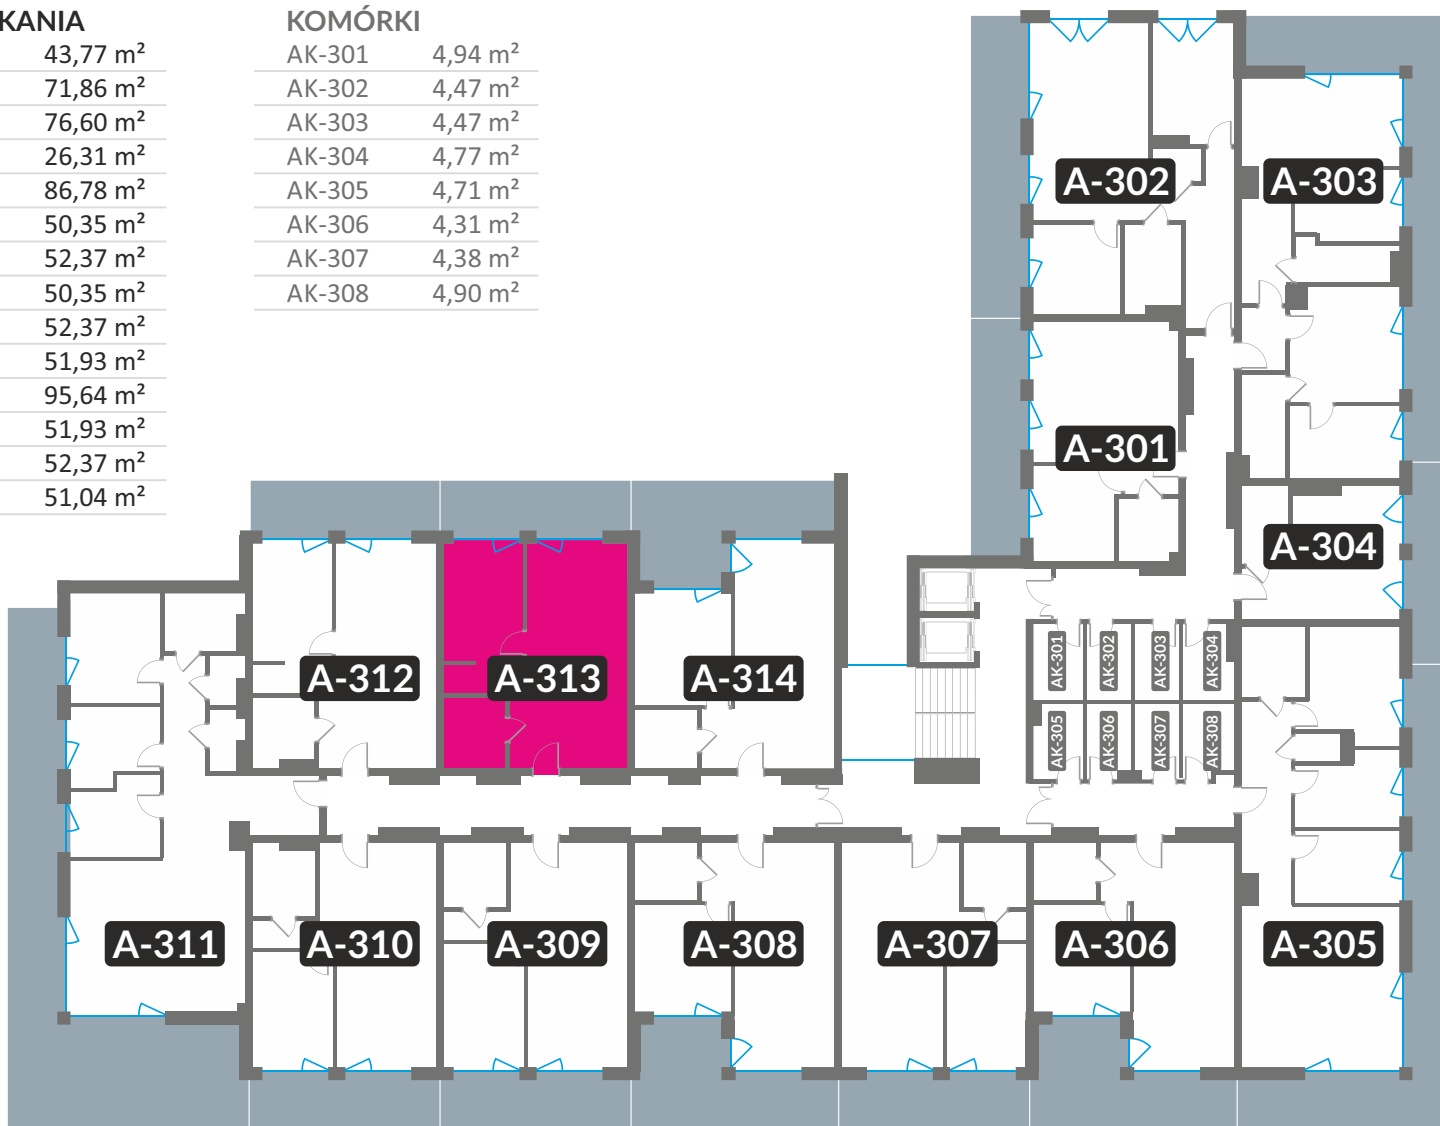 KANIA
43,77 m²
71,86 m²
76,60 m²
26,31 m²
86,78 m²
50,35 m²
52,37 m²
50,35 m²
52,37 m²
51,93 m²
95,64 m²
51,93 m²
52,37 m²
51,04 m²
KOMÓRKI
AK-301 4,94 m²
AK-302 4,47 m²
AK-303 4,47 m²
AK-304 4,77 m²
AK-305 4,71 m²
AK-306 4,31 m²
AK-307 4,38 m²
AK-308 4,90 m²
A-302
A-303
A-301
A-304
AK-301
AK-302
AK-303
AK-304
A-312
A-313
A-314
AK-305
AK-306
AK-307
AK-308
A-311
A-310
A-309
A-308
A-307
A-306
A-305